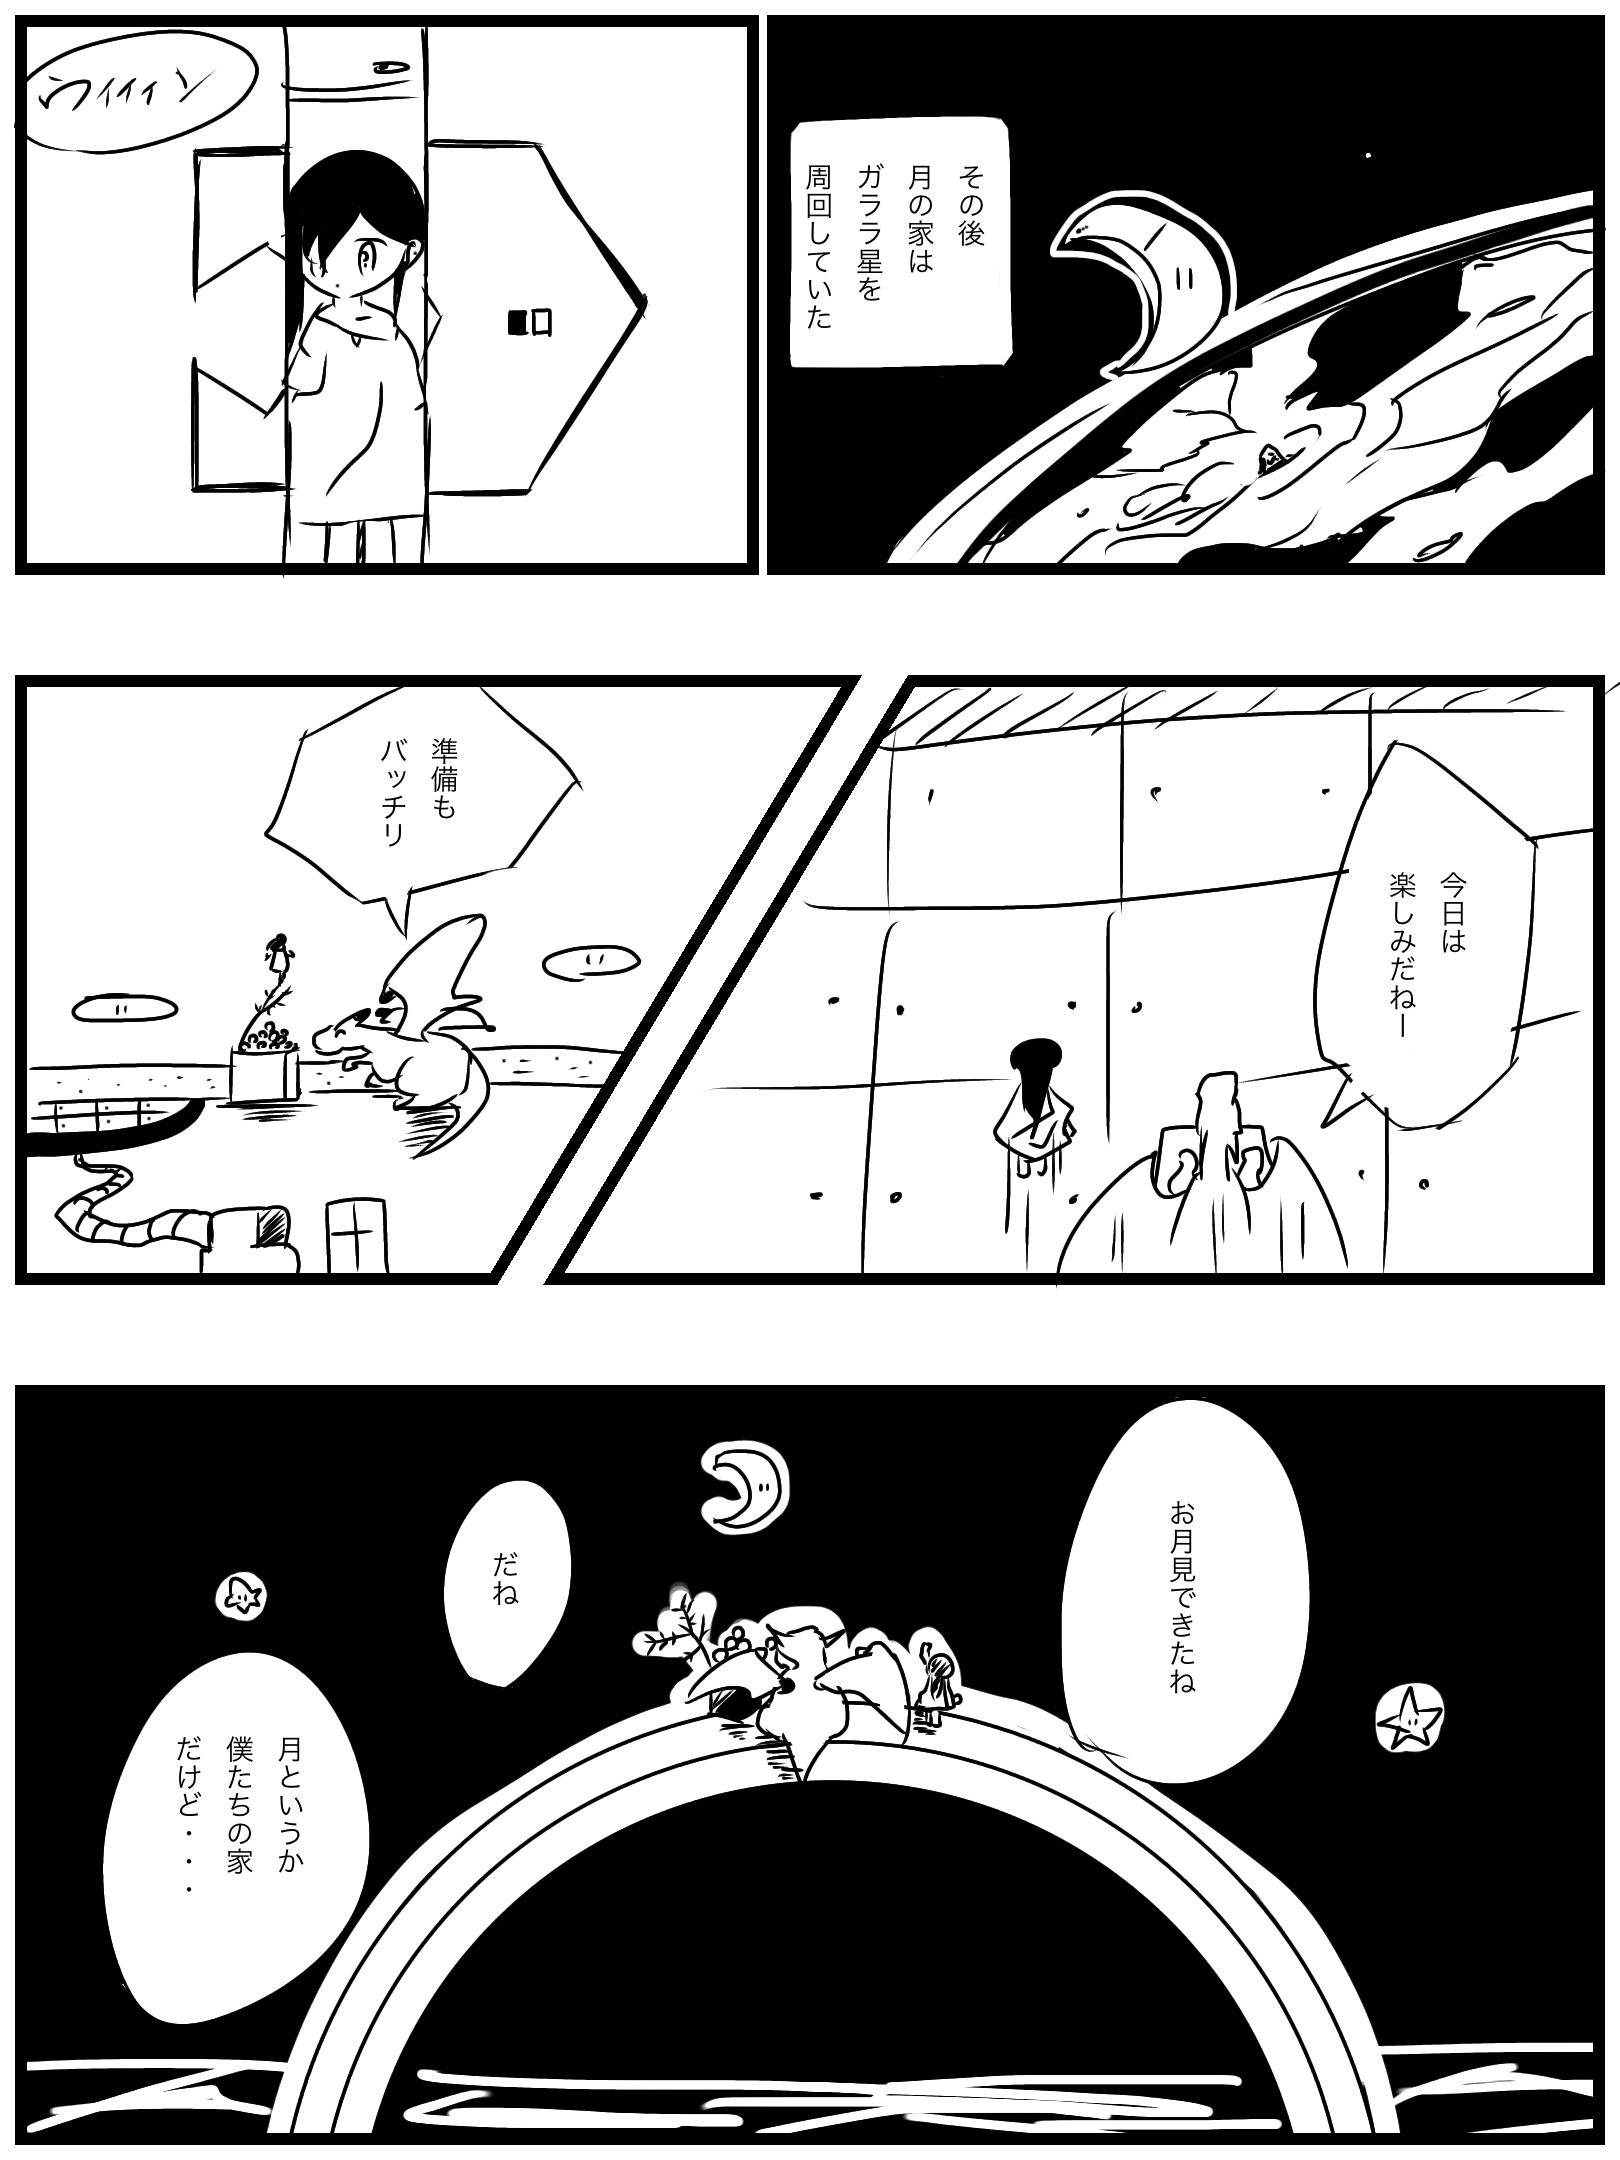 その後
月の家は
ガララ星を
周回していた
ウィィィン
今日は
楽しみだねー
準備も
バッチリ
お月見できたね
だね
月というか
僕たちの家
だけど・・・